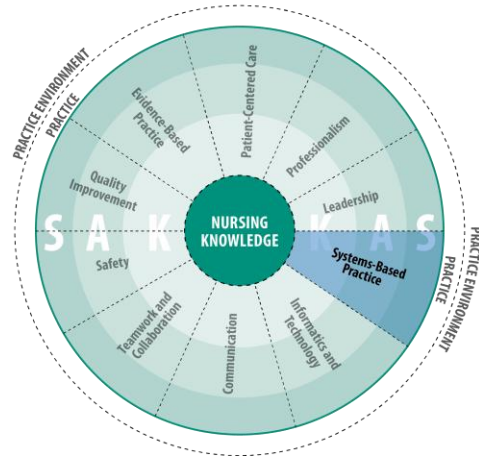 PRACTICE ENVIRONMENT
PRACTICE
Patient-Centered Care
Professionalism
Leadership
Systems-Based
Practice
Informatics and
Technology
Communication
Teamwork and
Collaboration
Safety
Quality
Improvement
Evidence-Based
Practice
S A K
NURSING
KNOWLEDGE
K A S
PRACTICE
PRACTICE ENVIRONMENT